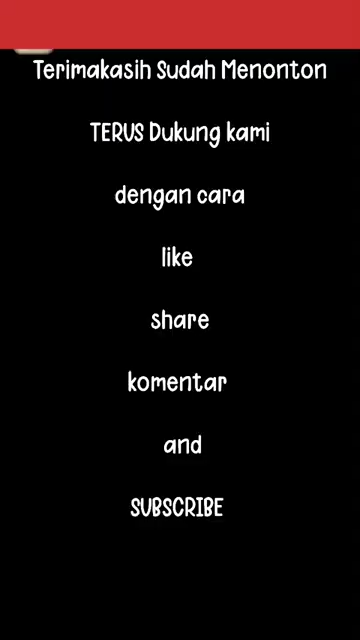 Terimakasih Sudah Menonton
TERUS Dukung kami
dengan cara
like
share
komentar
and
SUBSCRIBE